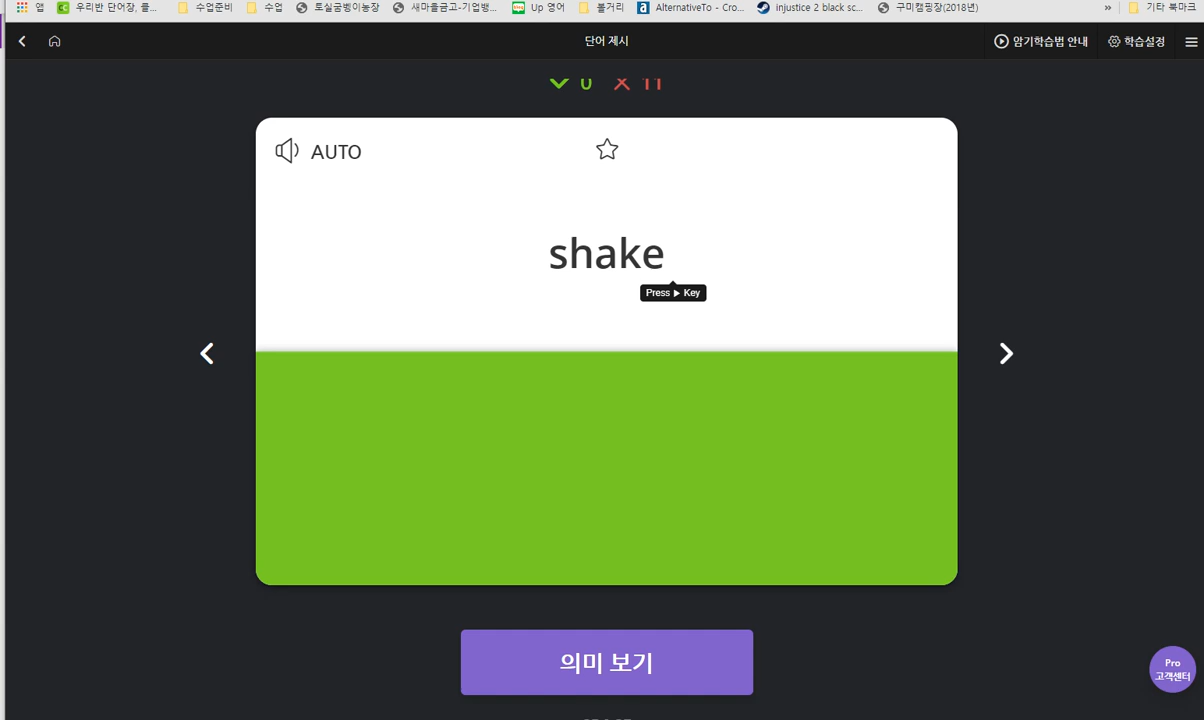 앱 우리반 단어장, 클... 수업준비 수업 토실굼벵이농장 새마을금고-기업뱅... Up 영어 볼거리 AlternativeTo - Cro... injustice 2 black sc... 구미캠핑장(2018년) » 기타 북마크
단어 제시 암기학습법 안내 학습설정
AUTO
shake
Press ▶ Key
의미 보기
Pro
고객센터